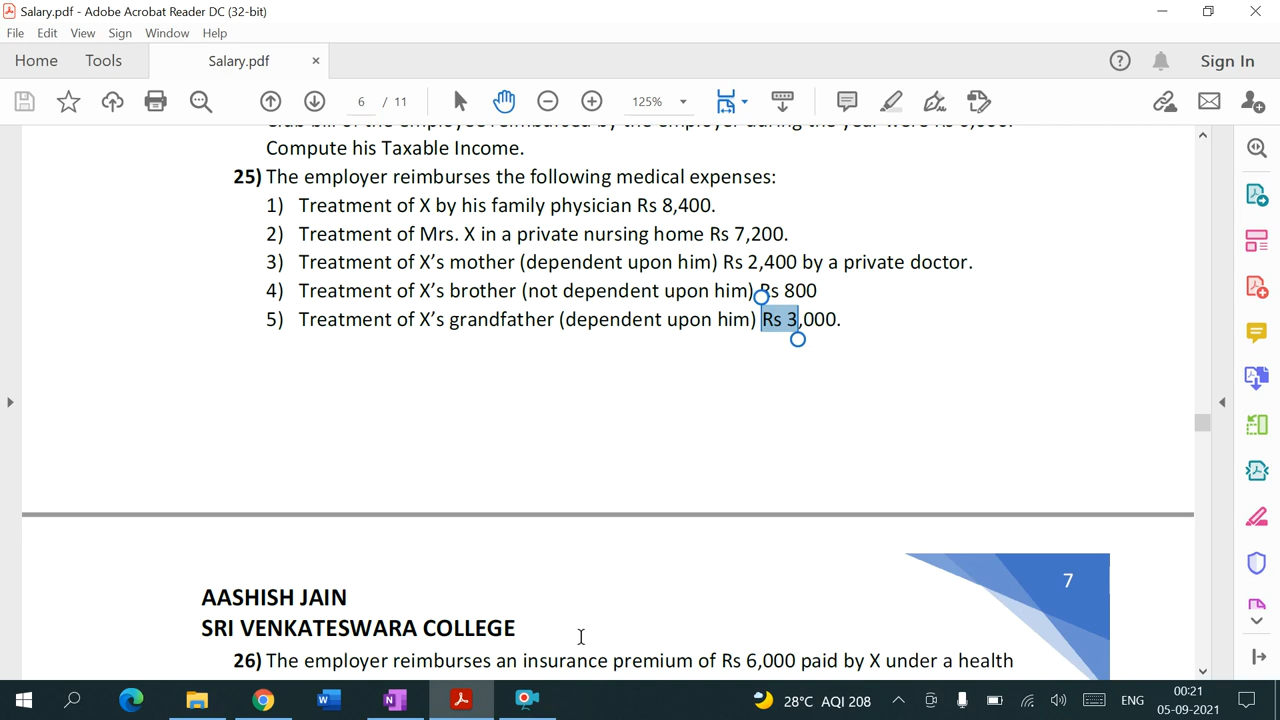 Salary.pdf - Adobe Acrobat Reader DC (32-bit)
File Edit View Sign Window Help
Home Tools Salary.pdf × Sign In
6 / 11 125%
Compute his Taxable Income.
25) The employer reimburses the following medical expenses:
1) Treatment of X by his family physician Rs 8,400.
2) Treatment of Mrs. X in a private nursing home Rs 7,200.
3) Treatment of X’s mother (dependent upon him) Rs 2,400 by a private doctor.
4) Treatment of X’s brother (not dependent upon him) Rs 800
5) Treatment of X’s grandfather (dependent upon him) Rs 3,000.
7
AASHISH JAIN
SRI VENKATESWARA COLLEGE
26) The employer reimburses an insurance premium of Rs 6,000 paid by X under a health
28°C AQI 208 ENG 00:21
05-09-2021